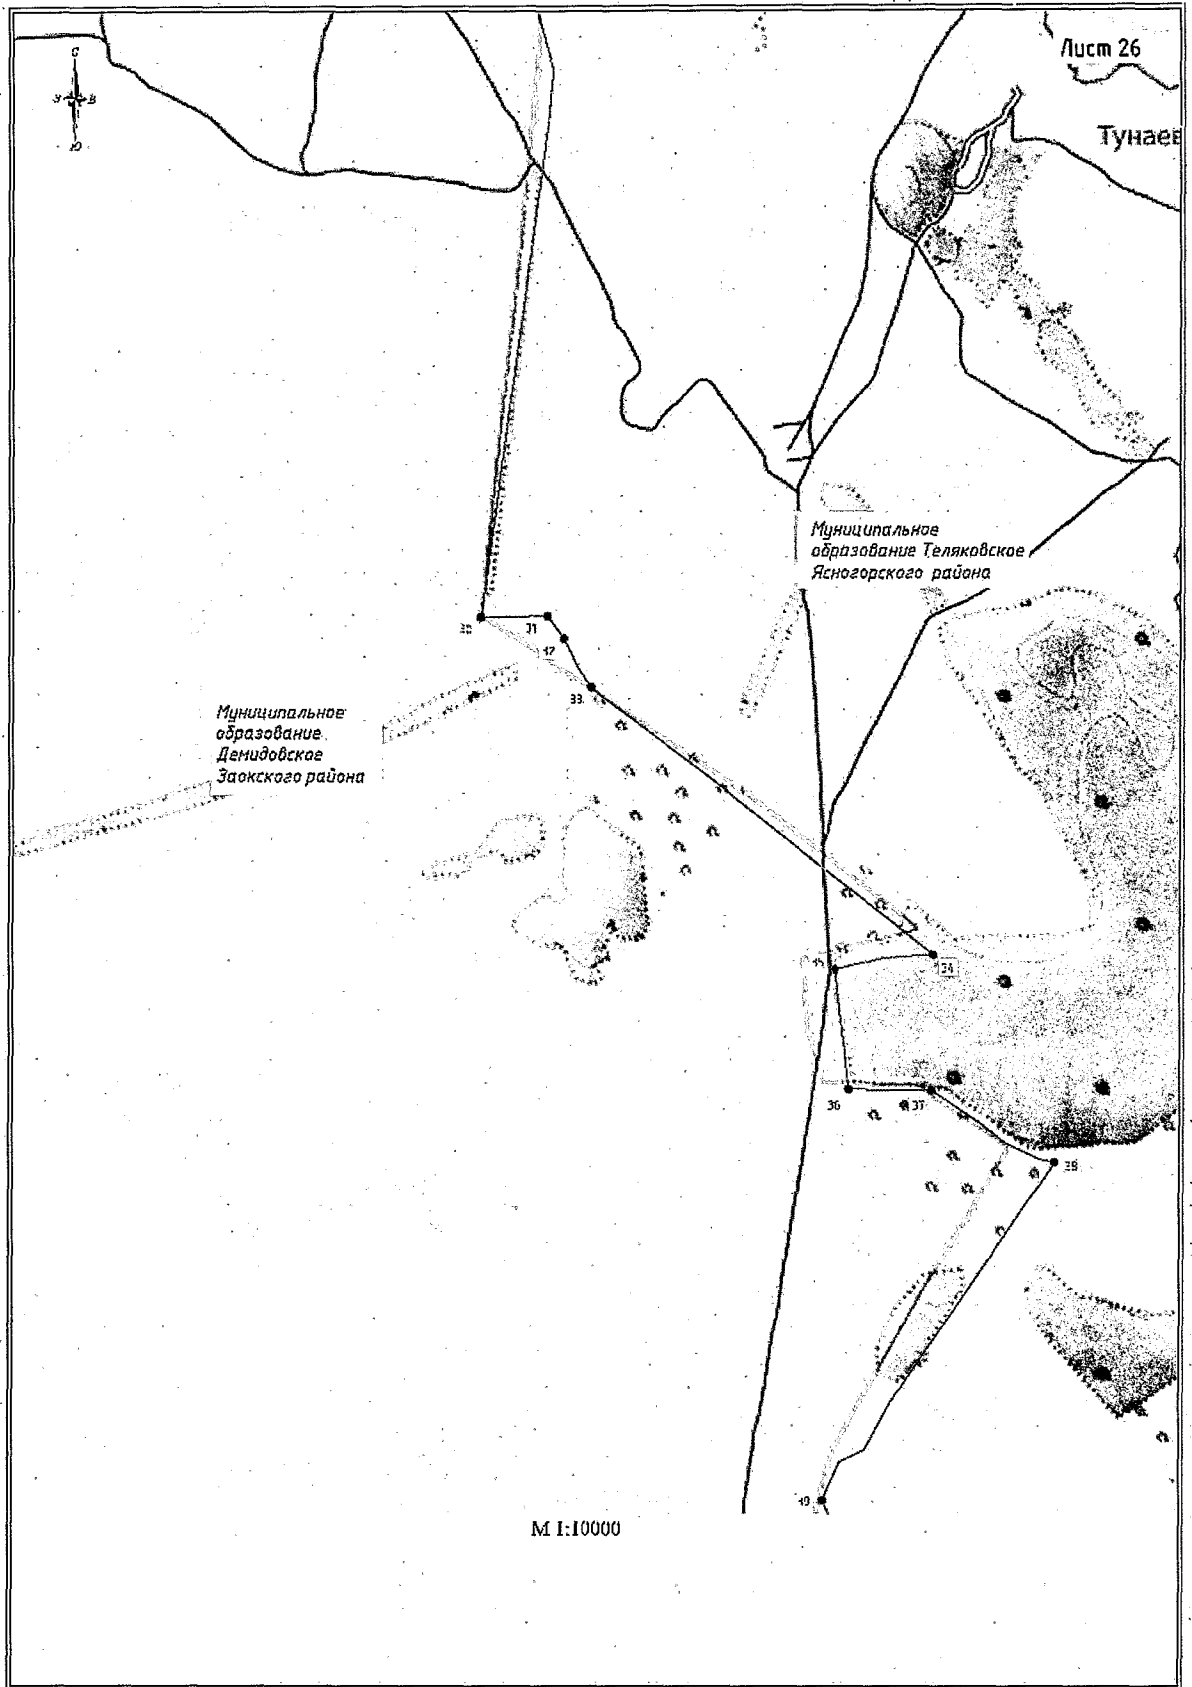 Лист 26
С
З В
Ю
Тунаев
Муниципальное
образование Теляковское
Ясногорского района
31
33
Муниципальное
образование
Демидовское
Заокского района
34
36
37
М 1:10000